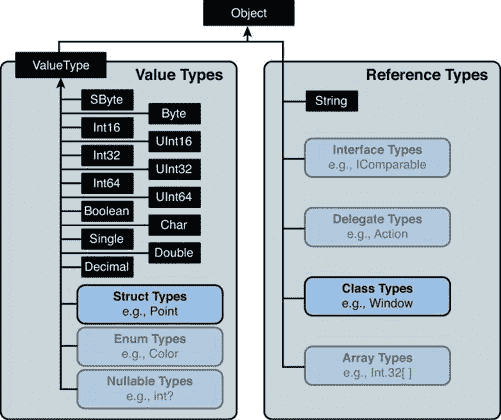 Object
ValueType
Value Types
Reference Types
SByte
Byte
Int16
UInt16
Int32
UInt32
Int64
UInt64
Boolean
Char
Single
Double
Decimal
Struct Types
e.g., Point
Enum Types
e.g., Color
Nullable Types
e.g., int?
String
Interface Types
e.g., IComparable
Delegate Types
e.g., Action
Class Types
e.g., Window
Array Types
e.g., Int.32[ ]